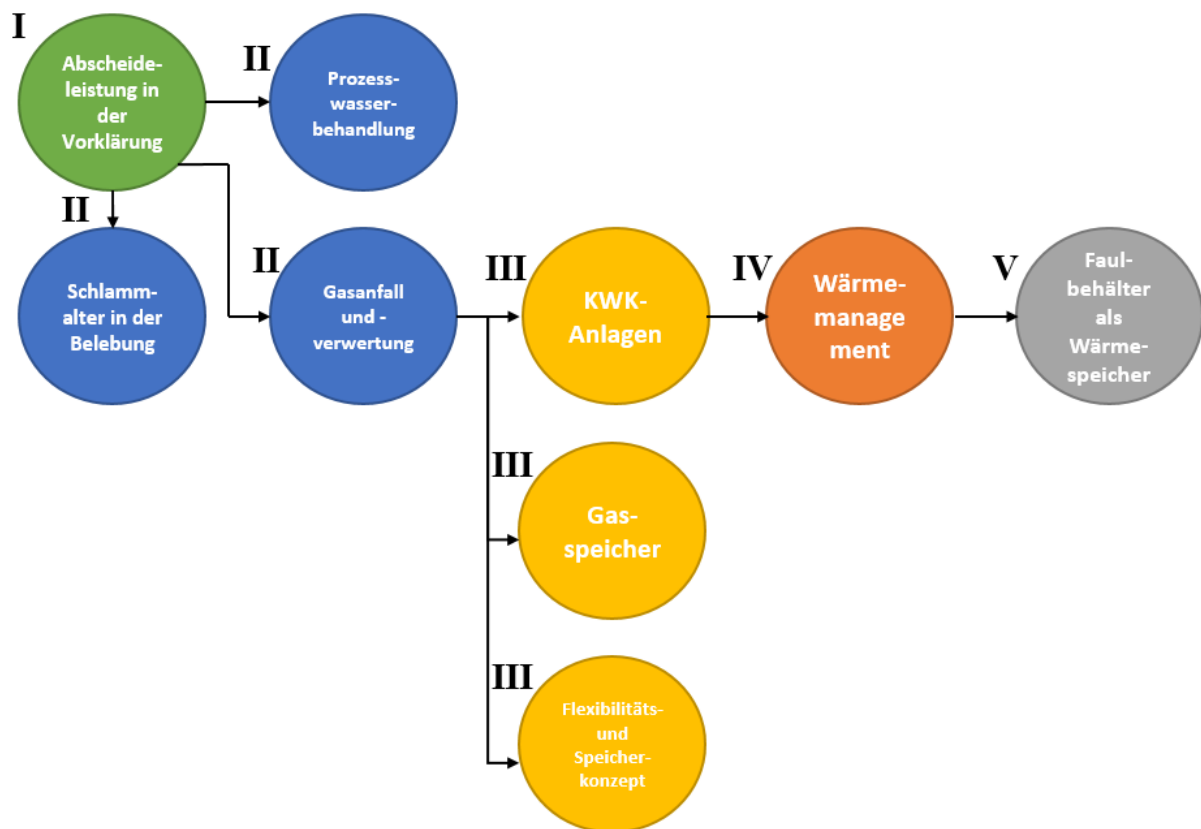 I
Abscheide-
leistung in
der
Vorklärung
II
Prozess-
wasser-
behandlung
II
Schlamm-
alter in der
Belebung
II
Gasanfall
und -
verwertung
III
KWK-
Anlagen
IV
Wärme-
manage
ment
V
Faul-
behälter
als
Wärme-
speicher
III
Gas-
speicher
III
Flexibilitäts-
und
Speicher-
konzept